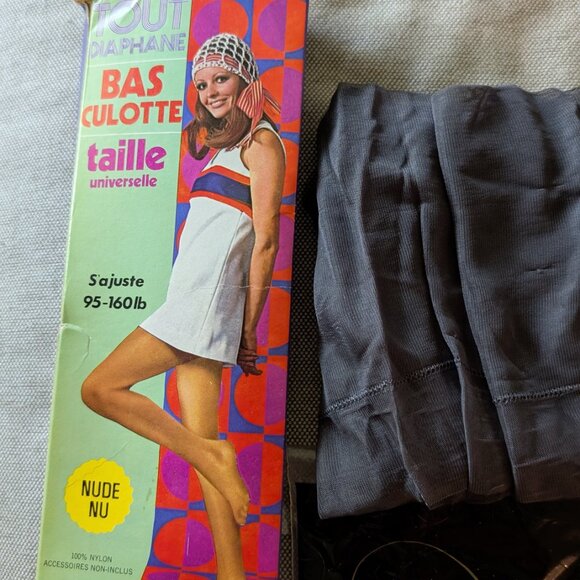 TOUT
DIAPHANE
BAS
CULOTTE
taille
universelle
S'ajuste
95-160lb
NUDE
NU
100% NYLON
ACCESSOIRES NON-INCLUS